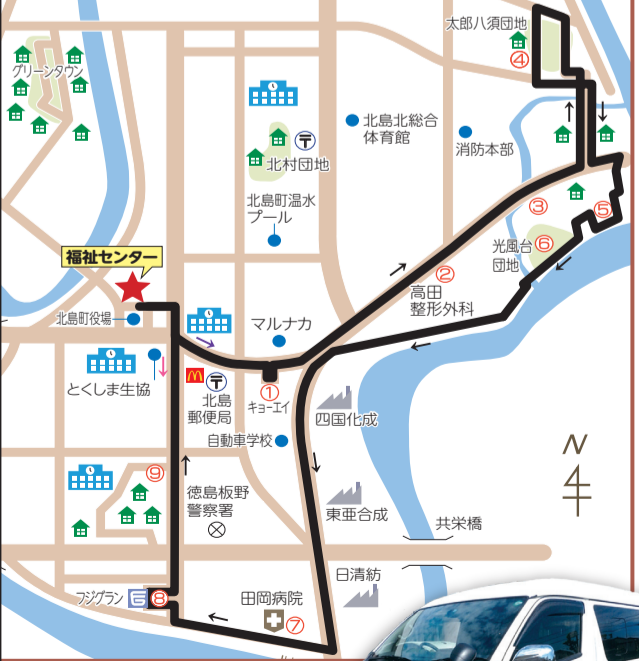 太郎八須団地
④
グリーンタウン
北島北総合
体育館
消防本部
〒
北村団地
北島町温水
プール
③
⑤
光風台
団地
⑥
福祉センター
②
高田
整形外科
北島町役場
マルナカ
とくしま生協
〒
北島
郵便局
①
キョーエイ
四国化成
自動車学校
⑨
徳島板野
警察署
東亜合成
共栄橋
N
日清紡
フジグラン
⑧
田岡病院
⑦